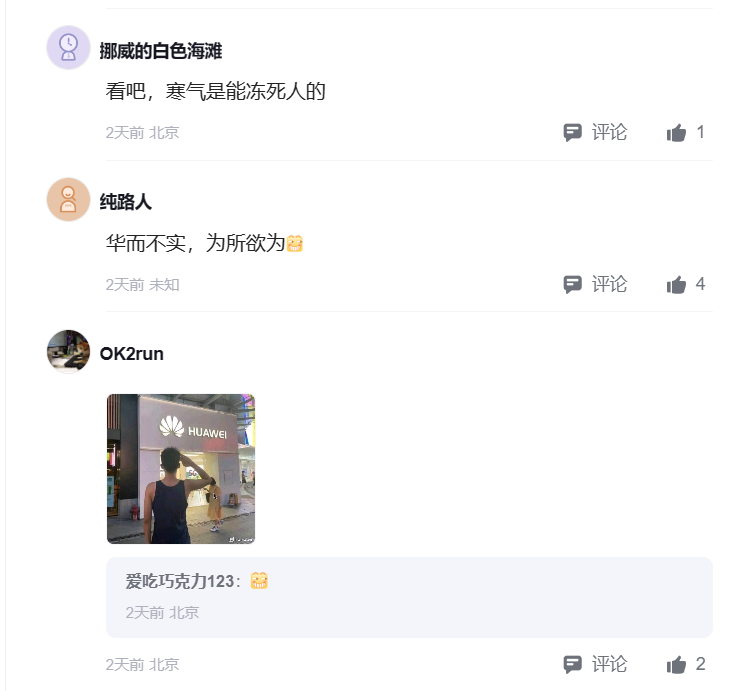 挪威的白色海滩
看吧，寒气是能冻死人的
2天前 北京
评论 1
纯路人
华而不实，为所欲为
2天前 未知
评论 4
OK2run
HUAWEI
爱吃巧克力123：
2天前 北京
2天前 北京
评论 2